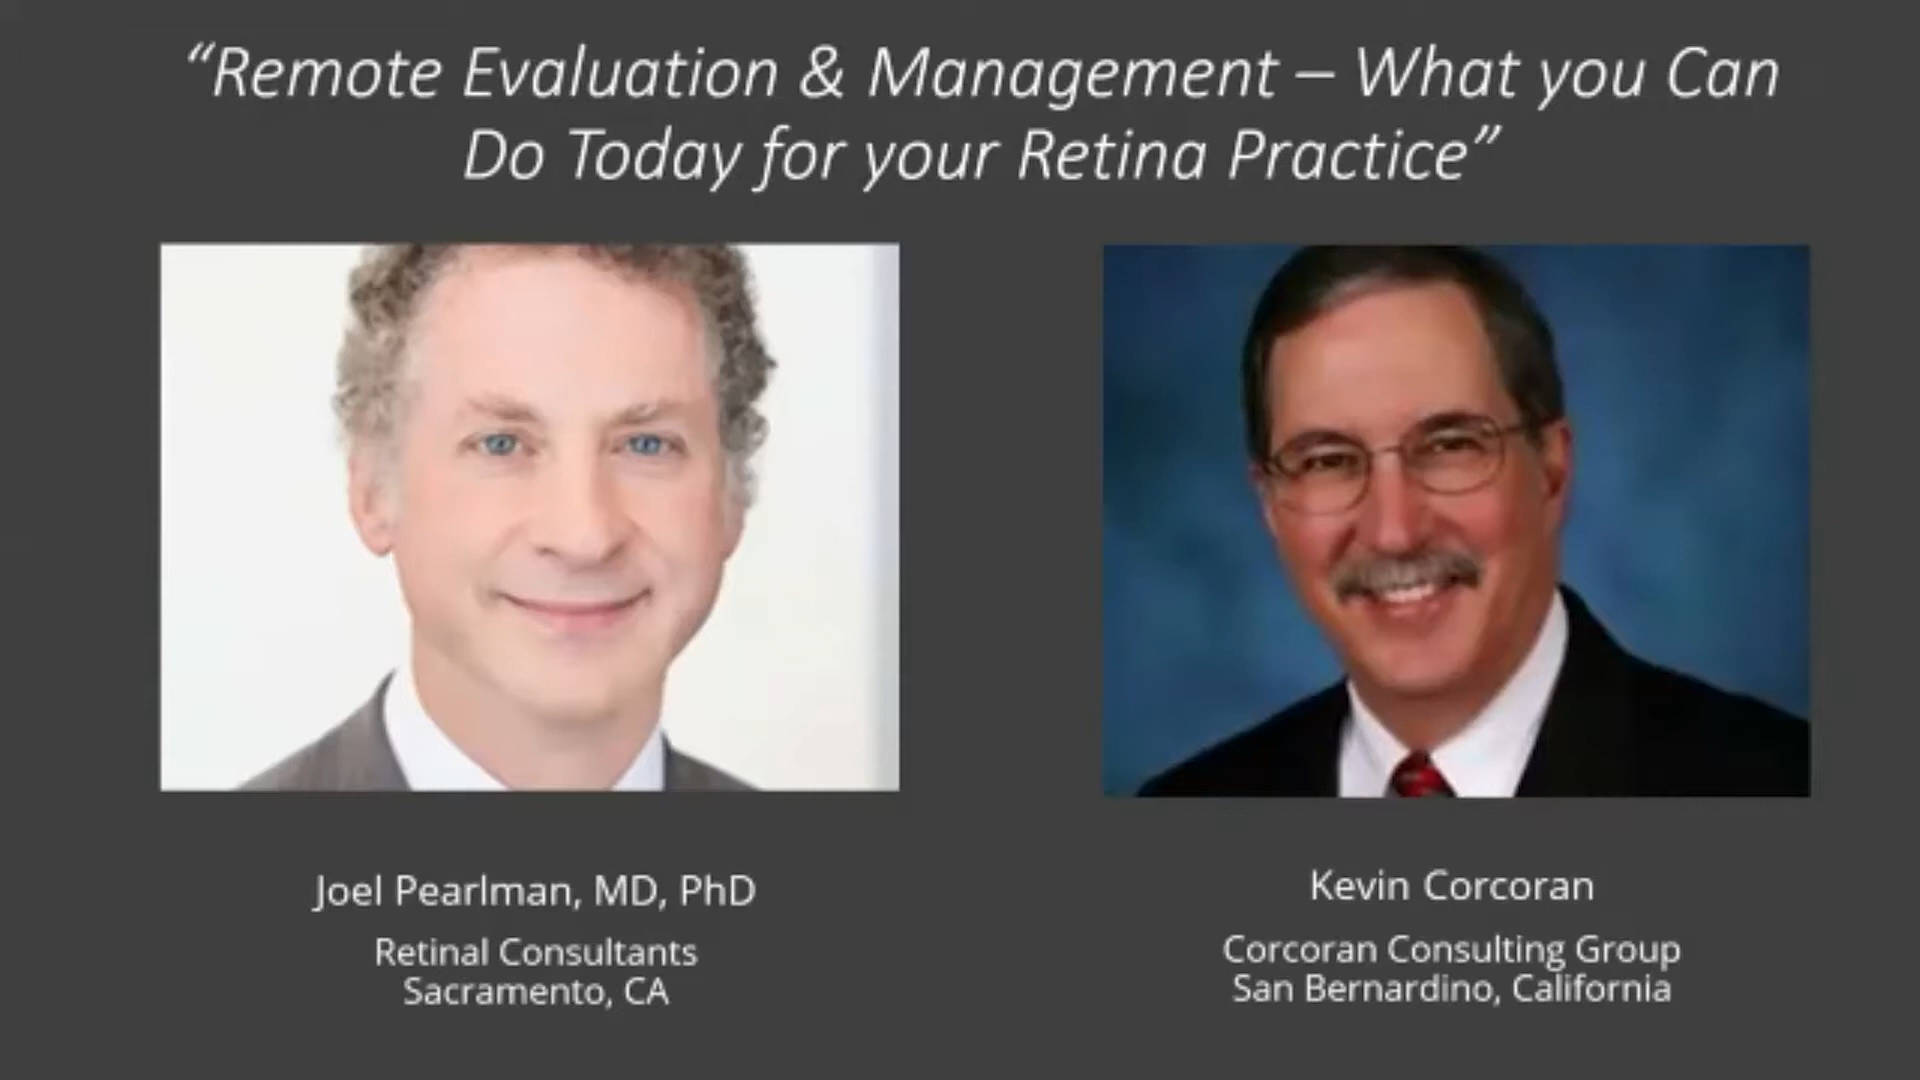 “Remote Evaluation & Management – What you Can
Do Today for your Retina Practice”
Joel Pearlman, MD, PhD
Retinal Consultants
Sacramento, CA
Kevin Corcoran
Corcoran Consulting Group
San Bernardino, California